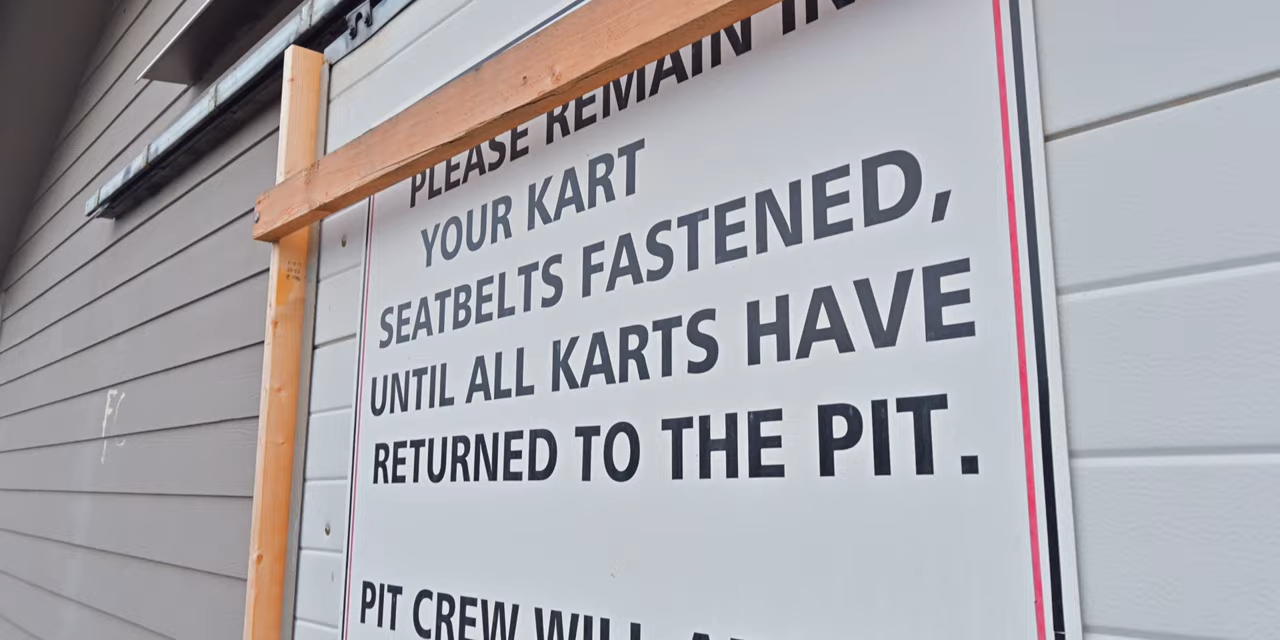 PLEASE REMAIN IN
YOUR KART
SEATBELTS FASTENED,
UNTIL ALL KARTS HAVE
RETURNED TO THE PIT.
PIT CREW WILL